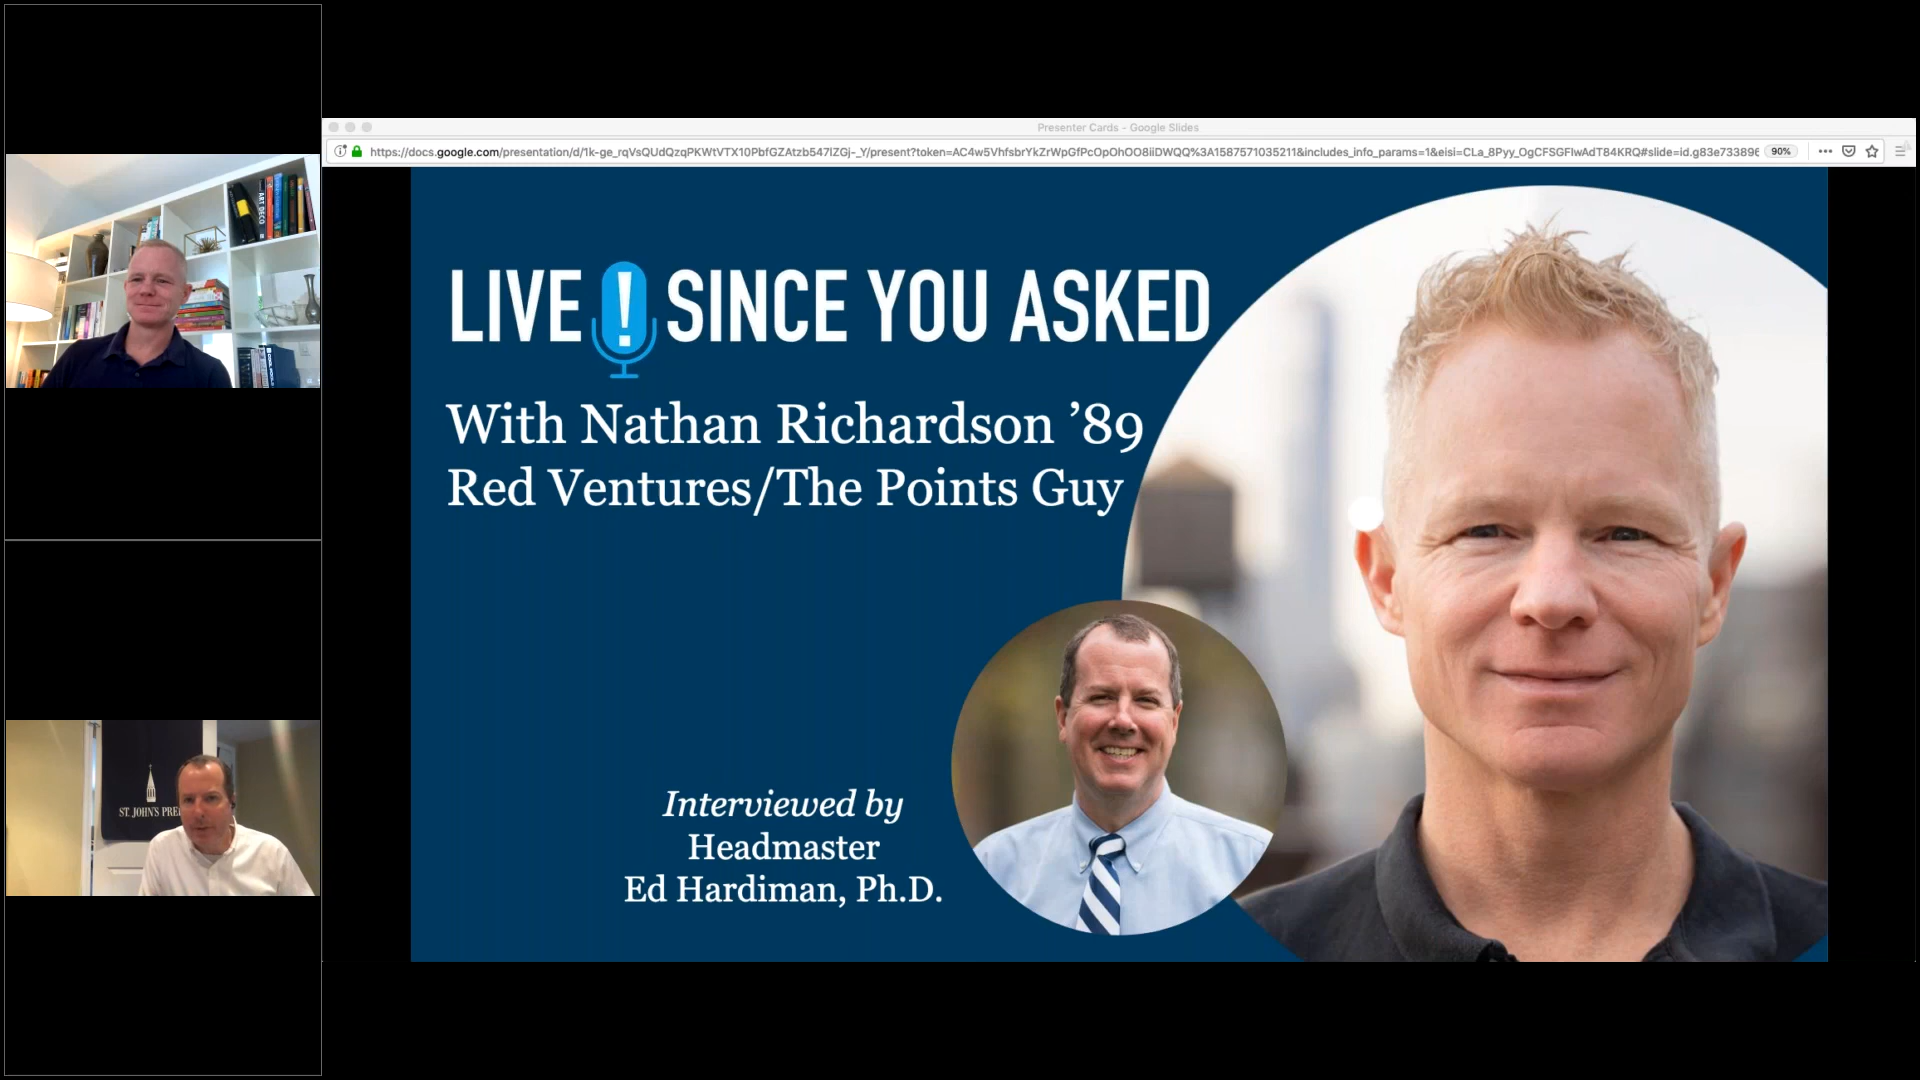 Presenter Cards - Google Slides
https://docs.google.com/presentation/d/1k-ge_rqVsQUdQzqPKWtVTX10PbfGZAtzb547lZGj-_Y/present?token=AC4w5VhfsbrYkZrWpGfPcOpOhOO8iiDWQQ%3A1587571035211&includes_info_params=1&eisi=CLa_8Pyy_OgCFSGFIwAdT84KRQ#slide=id.g83e733896
90%
LIVE! SINCE YOU ASKED
With Nathan Richardson ’89
Red Ventures/The Points Guy
Interviewed by
Headmaster
Ed Hardiman, Ph.D.
ART DECO
ST. JOHN'S PRE